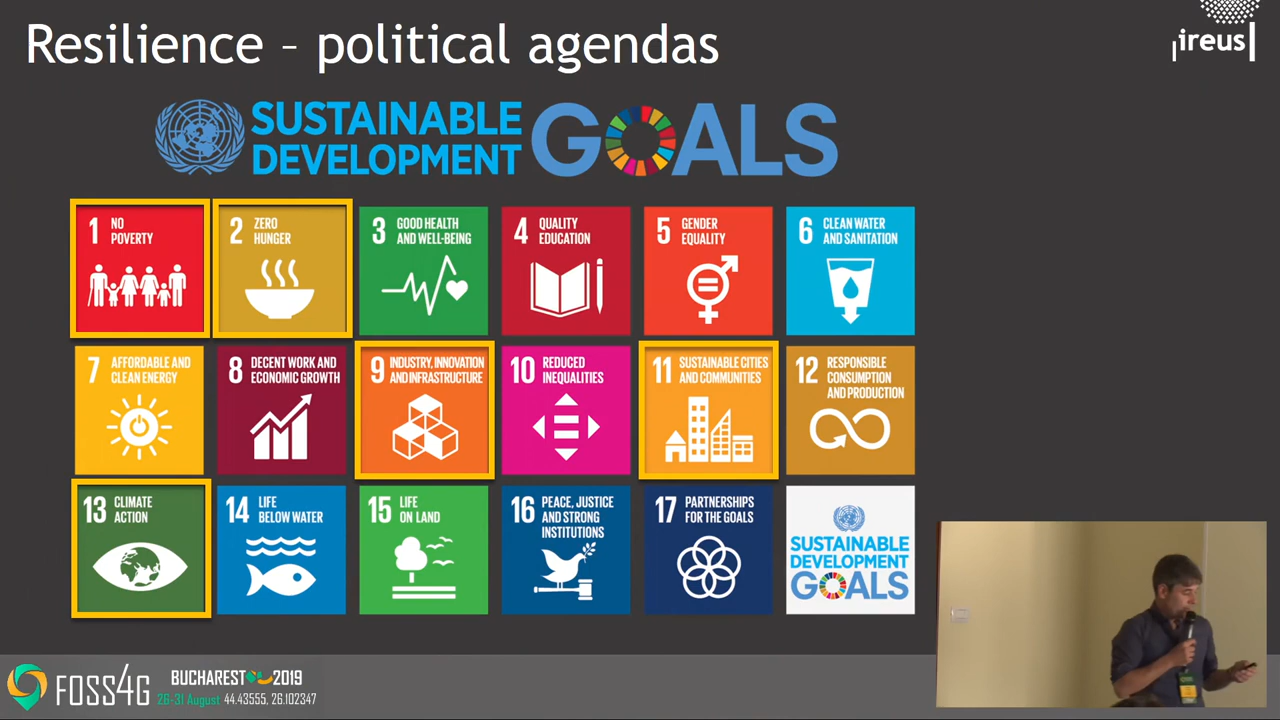 Resilience – political agendas
ireus
SUSTAINABLE
DEVELOPMENT
GOALS
1 NO
POVERTY
2 ZERO
HUNGER
3 GOOD HEALTH
AND WELL-BEING
4 QUALITY
EDUCATION
5 GENDER
EQUALITY
6 CLEAN WATER
AND SANITATION
7 AFFORDABLE AND
CLEAN ENERGY
8 DECENT WORK AND
ECONOMIC GROWTH
9 INDUSTRY, INNOVATION
AND INFRASTRUCTURE
10 REDUCED
INEQUALITIES
11 SUSTAINABLE CITIES
AND COMMUNITIES
12 RESPONSIBLE
CONSUMPTION
AND PRODUCTION
13 CLIMATE
ACTION
14 LIFE
BELOW WATER
15 LIFE
ON LAND
16 PEACE, JUSTICE
AND STRONG
INSTITUTIONS
17 PARTNERSHIPS
FOR THE GOALS
SUSTAINABLE
DEVELOPMENT
GOALS
FOSS4G
BUCHAREST 2019
26-31 August 44.43555, 26.102347